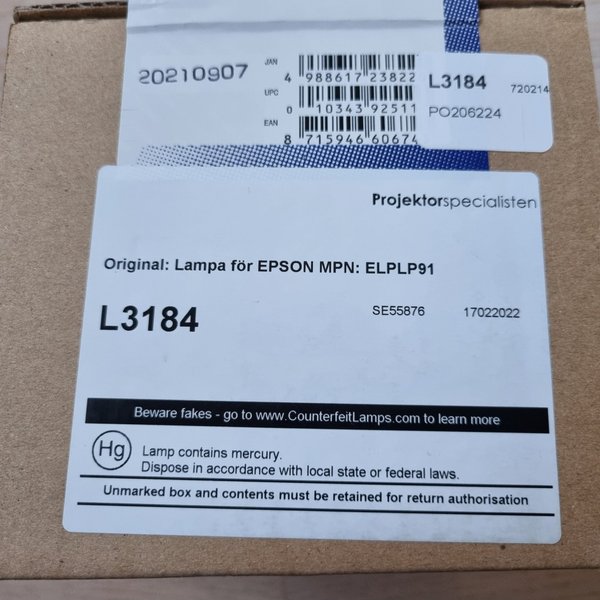 20210907
JAN
4 988617 23822
UPC
0 10343 92511
EAN
8 715946 60674
L3184
720214
PO206224
Projektorspecialisten
Original: Lampa för EPSON MPN: ELPLP91
L3184
SE55876
17022022
Beware fakes - go to www.CounterfeitLamps.com to learn more
Hg
Lamp contains mercury.
Dispose in accordance with local state or federal laws.
Unmarked box and contents must be retained for return authorisation